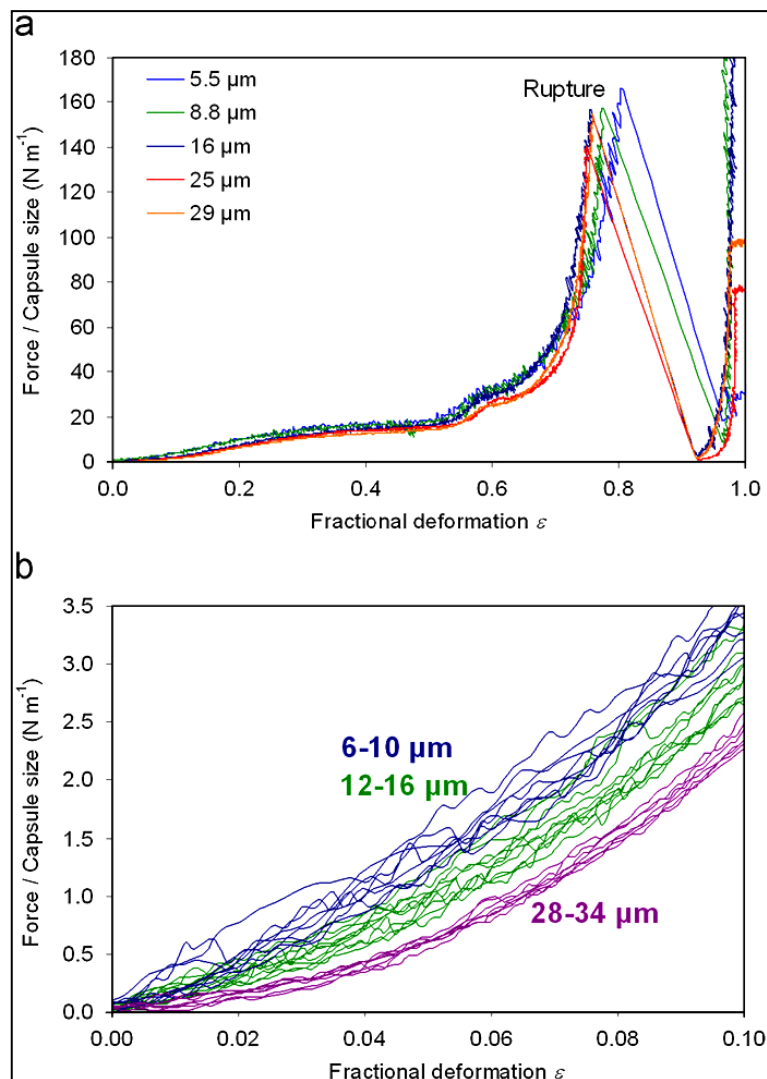 a
180
160
140
120
100
80
60
40
20
0
Force / Capsule size (N m⁻¹)
5.5 µm
8.8 µm
16 µm
25 µm
29 µm
Rupture
0.0 0.2 0.4 0.6 0.8 1.0
Fractional deformation ε
b
3.5
3.0
2.5
2.0
1.5
1.0
0.5
0.0
Force / Capsule size (N m⁻¹)
6-10 µm
12-16 µm
28-34 µm
0.00 0.02 0.04 0.06 0.08 0.10
Fractional deformation ε